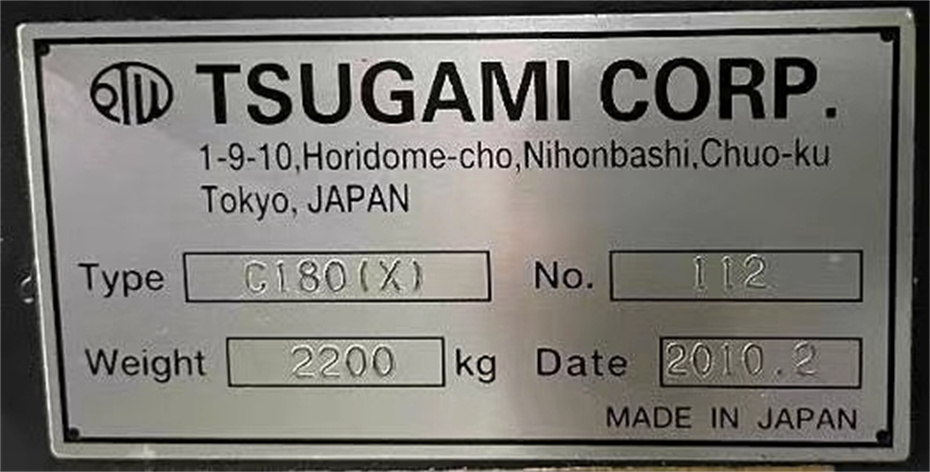 TSUGAMI CORP.
1-9-10,Horidome-cho,Nihonbashi,Chuo-ku
Tokyo, JAPAN
Type C180(X) No. 112
Weight 2200 kg Date 2010.2
MADE IN JAPAN